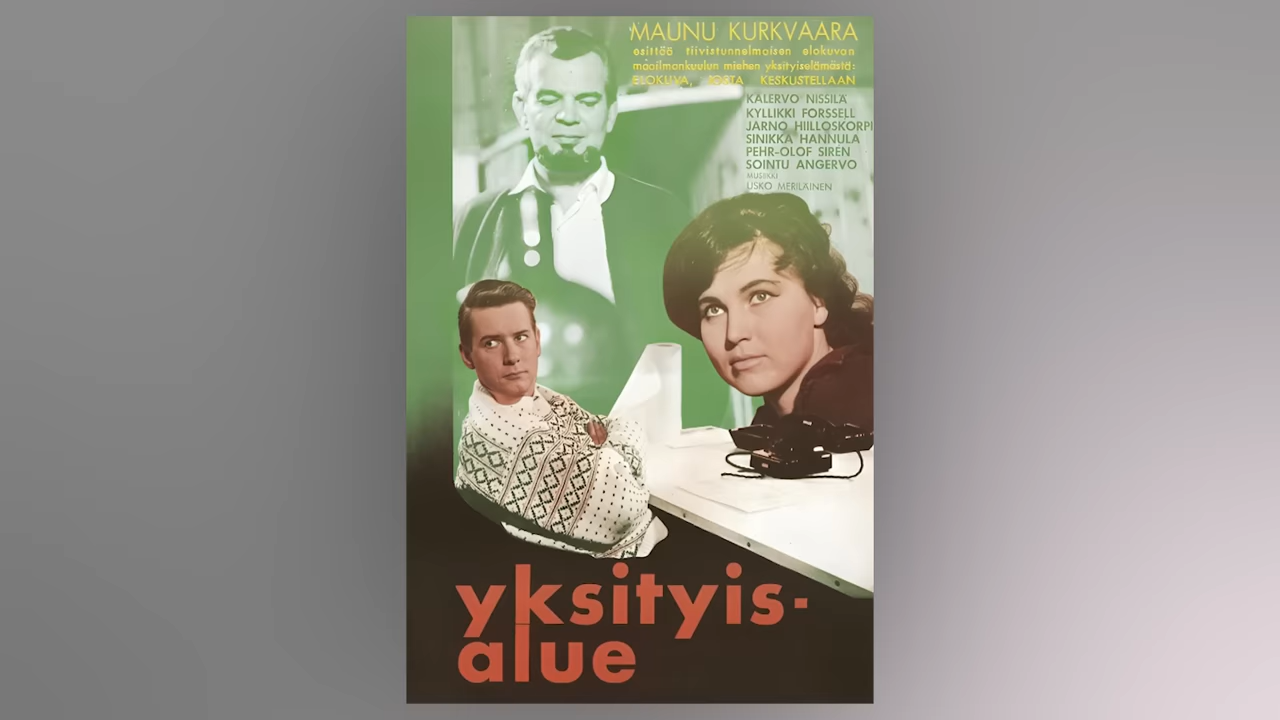 MAUNU KURKVAARA
esittää tiivistunnelmaisen elokuvan
maailmankuulun miehen yksityiselämästä:
ELOKUVA, JOSTA KESKUSTELLAAN
KALERVO NISSILÄ
KYLLIKKI FORSSELL
JARNO HIILLOSKORPI
SINIKKA HANNULA
PEHR-OLOF SIREN
SOINTU ANGERVO
MUSIIKKI
USKO MERILÄINEN
yksityis-
alue